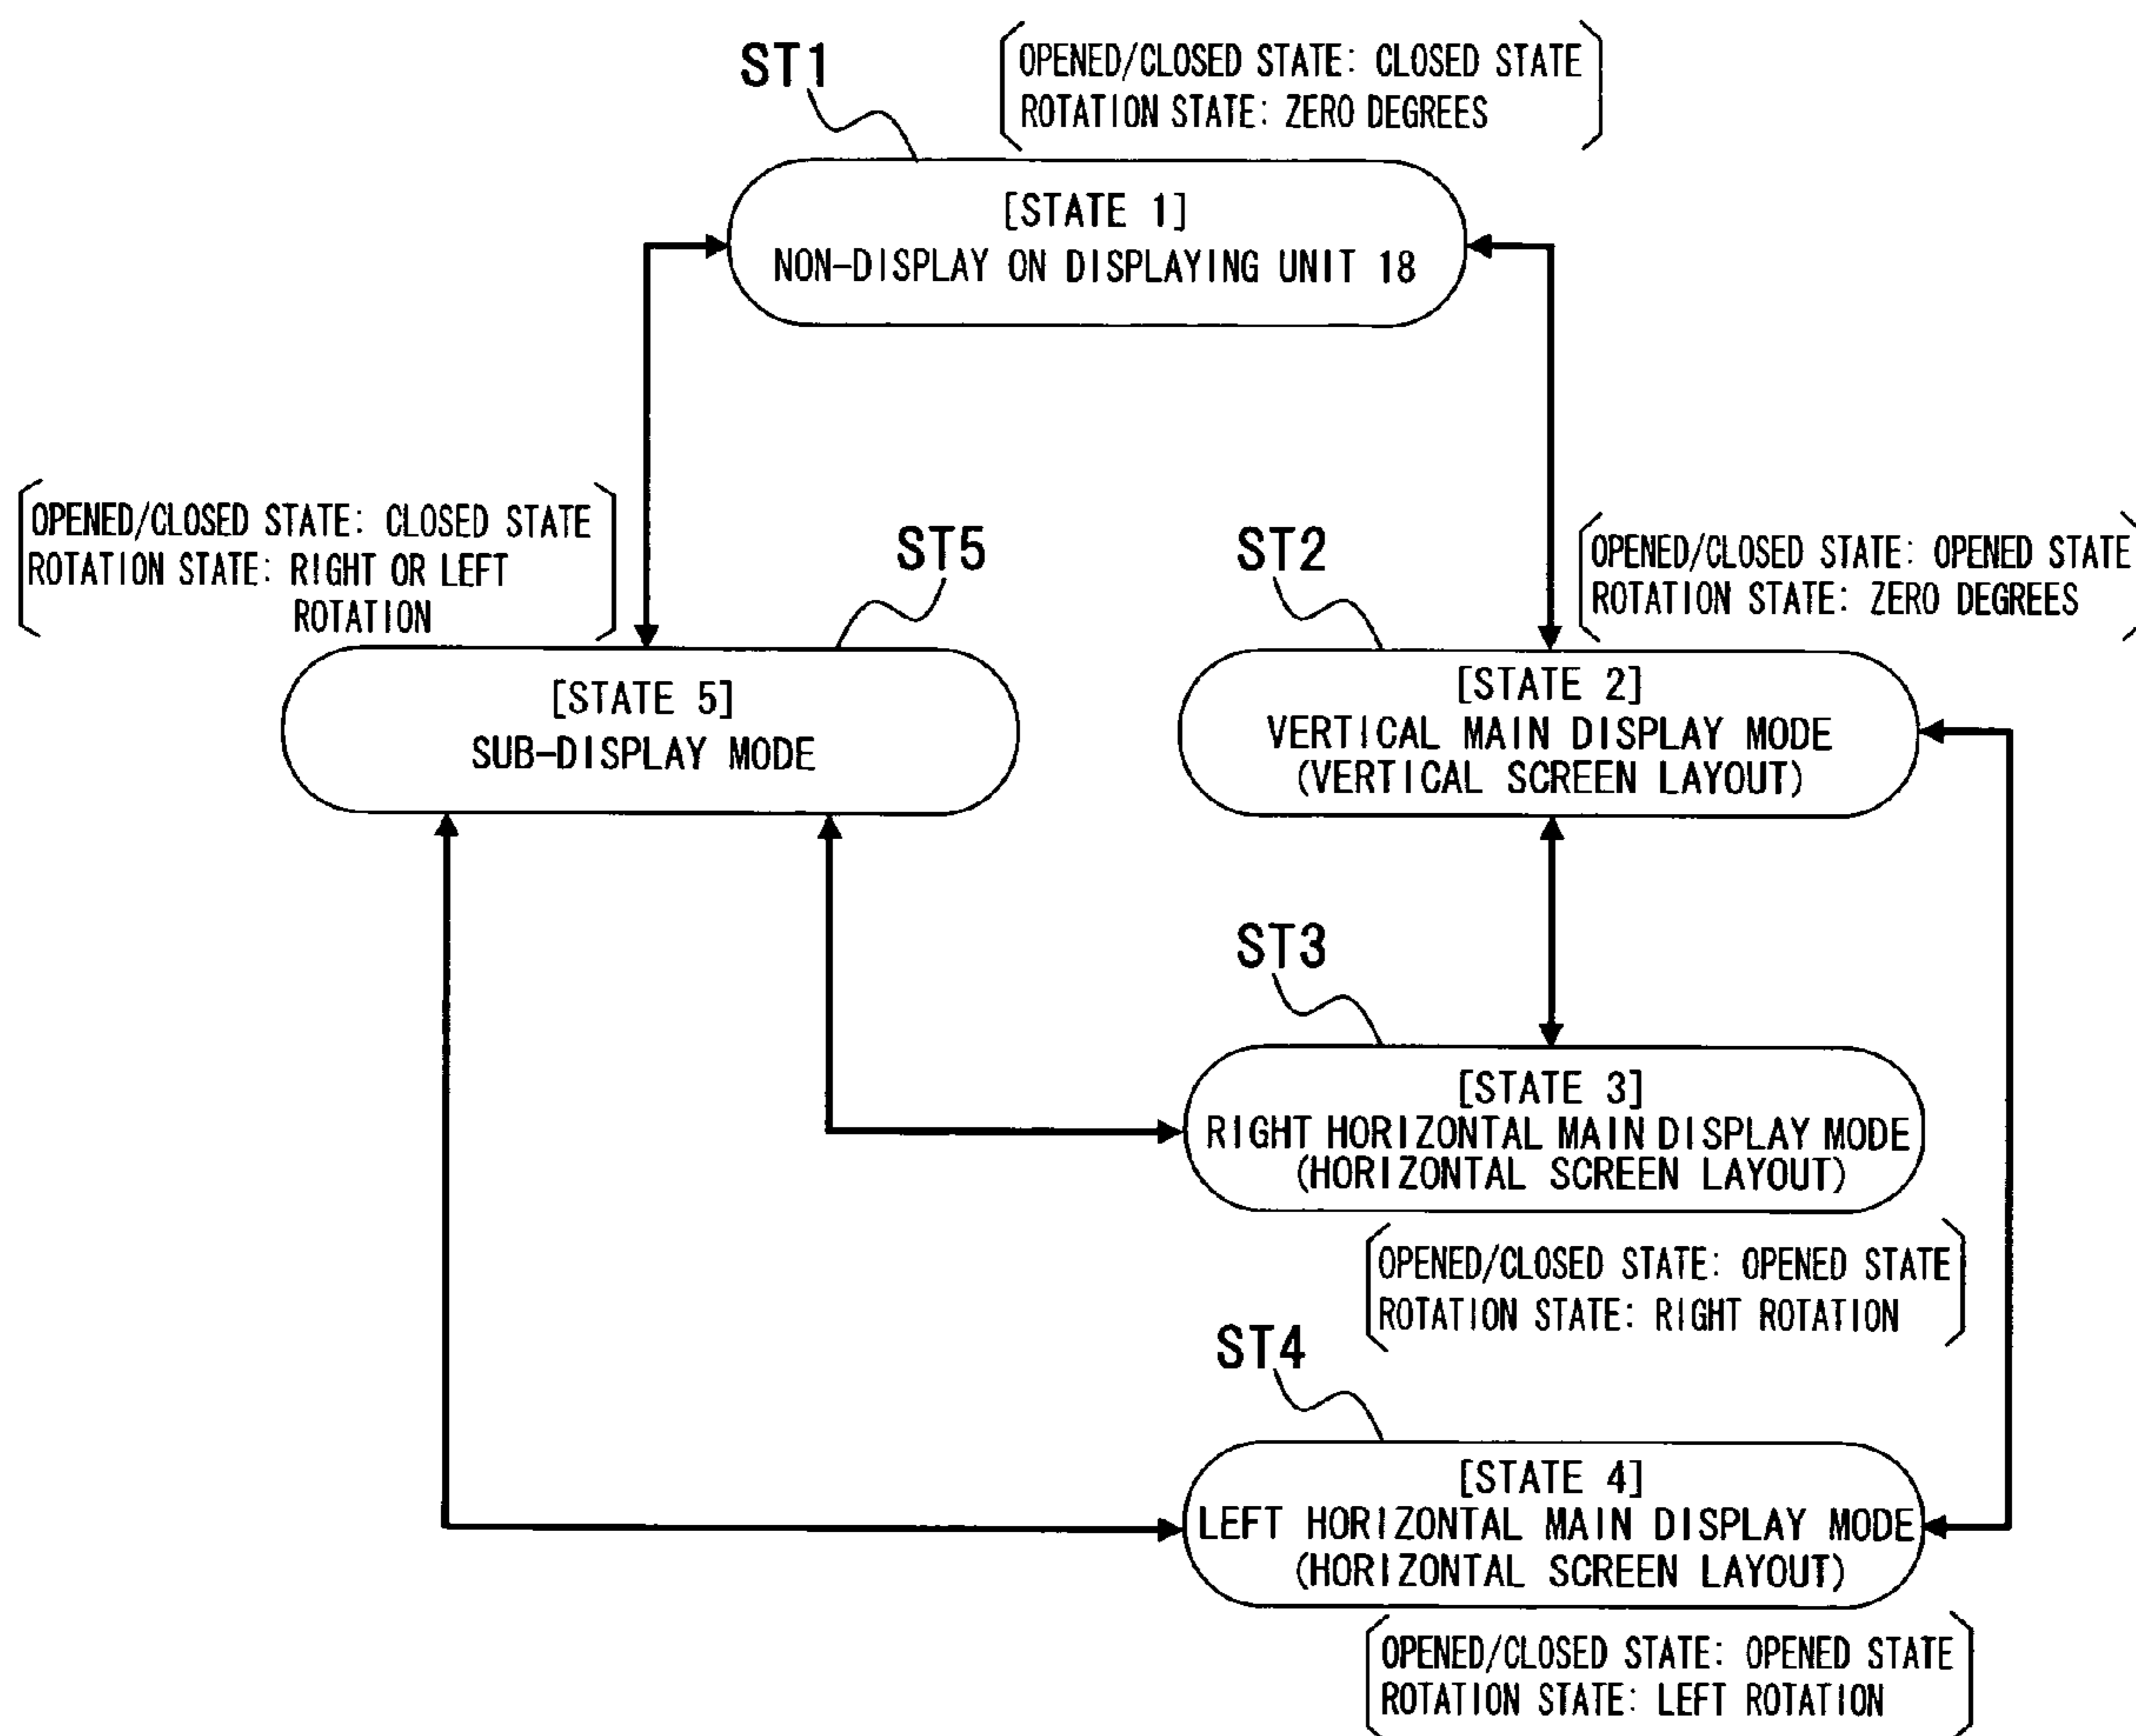 ST1
OPENED/CLOSED STATE: CLOSED STATE
ROTATION STATE: ZERO DEGREES
[STATE 1]
NON-DISPLAY ON DISPLAYING UNIT 18
OPENED/CLOSED STATE: CLOSED STATE
ROTATION STATE: RIGHT OR LEFT
ROTATION
ST5
[STATE 5]
SUB-DISPLAY MODE
ST2
OPENED/CLOSED STATE: OPENED STATE
ROTATION STATE: ZERO DEGREES
[STATE 2]
VERTICAL MAIN DISPLAY MODE
(VERTICAL SCREEN LAYOUT)
ST3
[STATE 3]
RIGHT HORIZONTAL MAIN DISPLAY MODE
(HORIZONTAL SCREEN LAYOUT)
OPENED/CLOSED STATE: OPENED STATE
ROTATION STATE: RIGHT ROTATION
ST4
[STATE 4]
LEFT HORIZONTAL MAIN DISPLAY MODE
(HORIZONTAL SCREEN LAYOUT)
OPENED/CLOSED STATE: OPENED STATE
ROTATION STATE: LEFT ROTATION